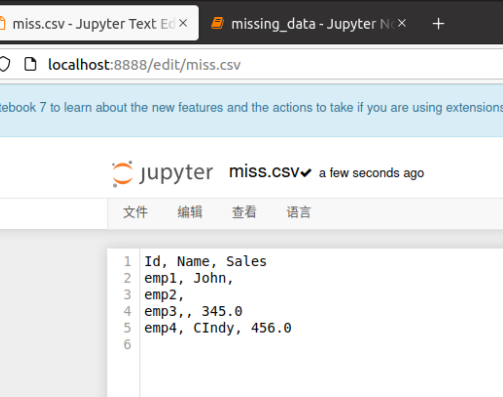 miss.csv - Jupyter Text Ed
missing_data - Jupyter No
localhost:8888/edit/miss.csv
tebook 7 to learn about the new features and the actions to take if you are using extensions
jupyter miss.csv✔ a few seconds ago
文件 编辑 查看 语言
1 Id, Name, Sales
2 emp1, John,
3 emp2,
4 emp3,, 345.0
5 emp4, CIndy, 456.0
6